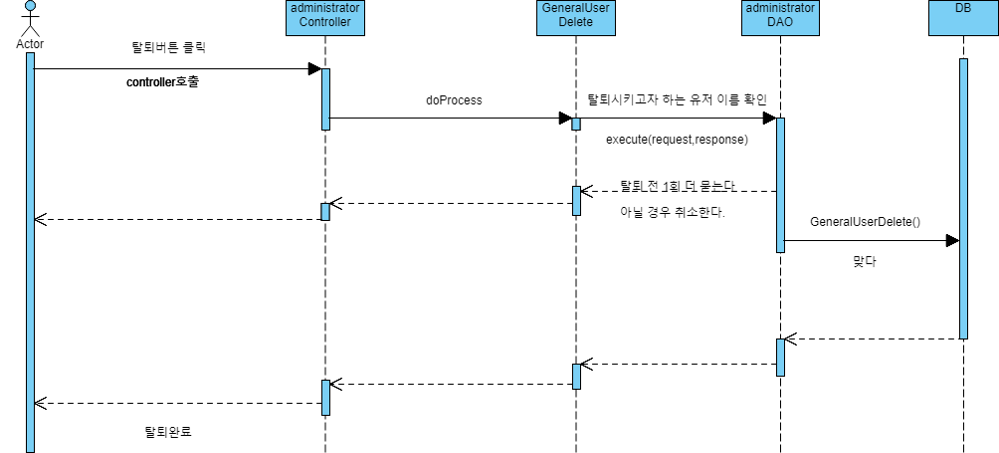 administrator
Controller
GeneralUser
Delete
administrator
DAO
DB
Actor
탈퇴버튼 클릭
controller호출
doProcess
탈퇴시키고자 하는 유저 이름 확인
execute(request,response)
탈퇴 전 1회 더 묻는다
아닐 경우 취소한다.
GeneralUserDelete()
맞다
탈퇴완료